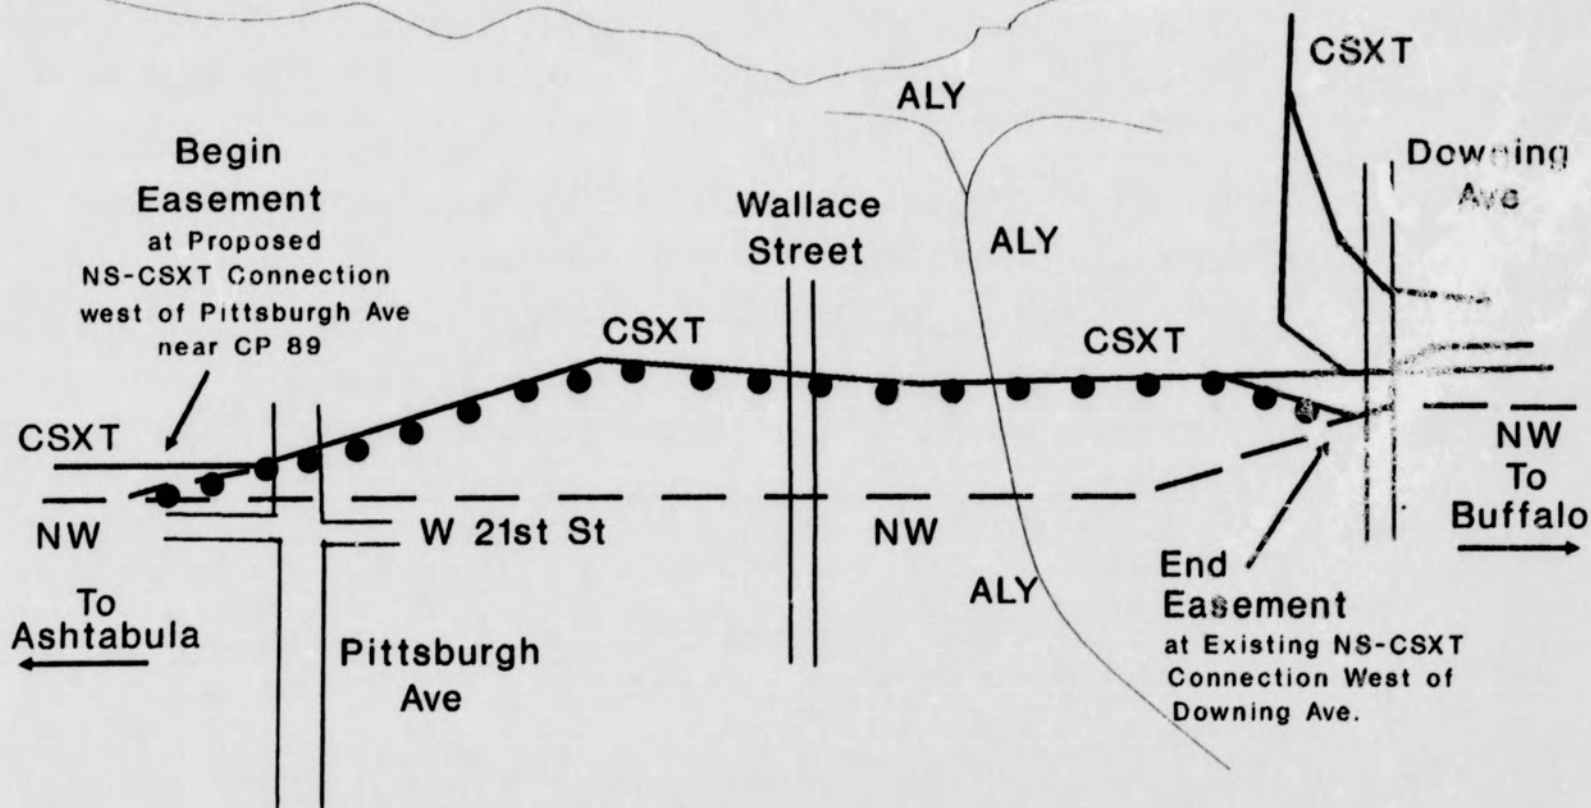 CSXT
ALY
Begin
Easement
at Proposed
NS-CSXT Connection
west of Pittsburgh Ave
near CP 89
Downing
Ave
Wallace
Street
ALY
CSXT
CSXT
CSXT
NW
To
Buffalo
NW
W 21st St
NW
End
Easement
at Existing NS-CSXT
Connection West of
Downing Ave.
ALY
To
Ashtabula
Pittsburgh
Ave